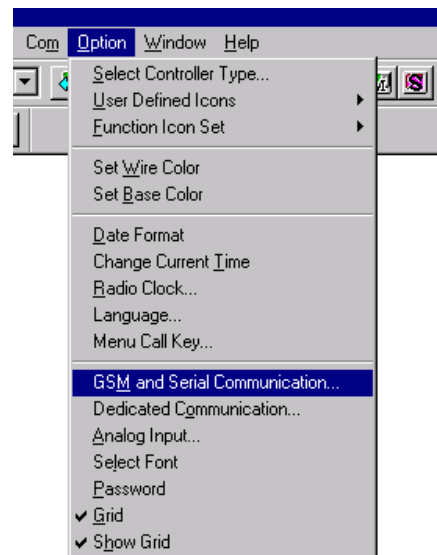 Com Option Window Help
Select Controller Type...
User Defined Icons
Function Icon Set
Set Wire Color
Set Base Color
Date Format
Change Current Time
Radio Clock...
Language...
Menu Call Key...
GSM and Serial Communication...
Dedicated Communication...
Analog Input...
Select Font
Password
Grid
Show Grid